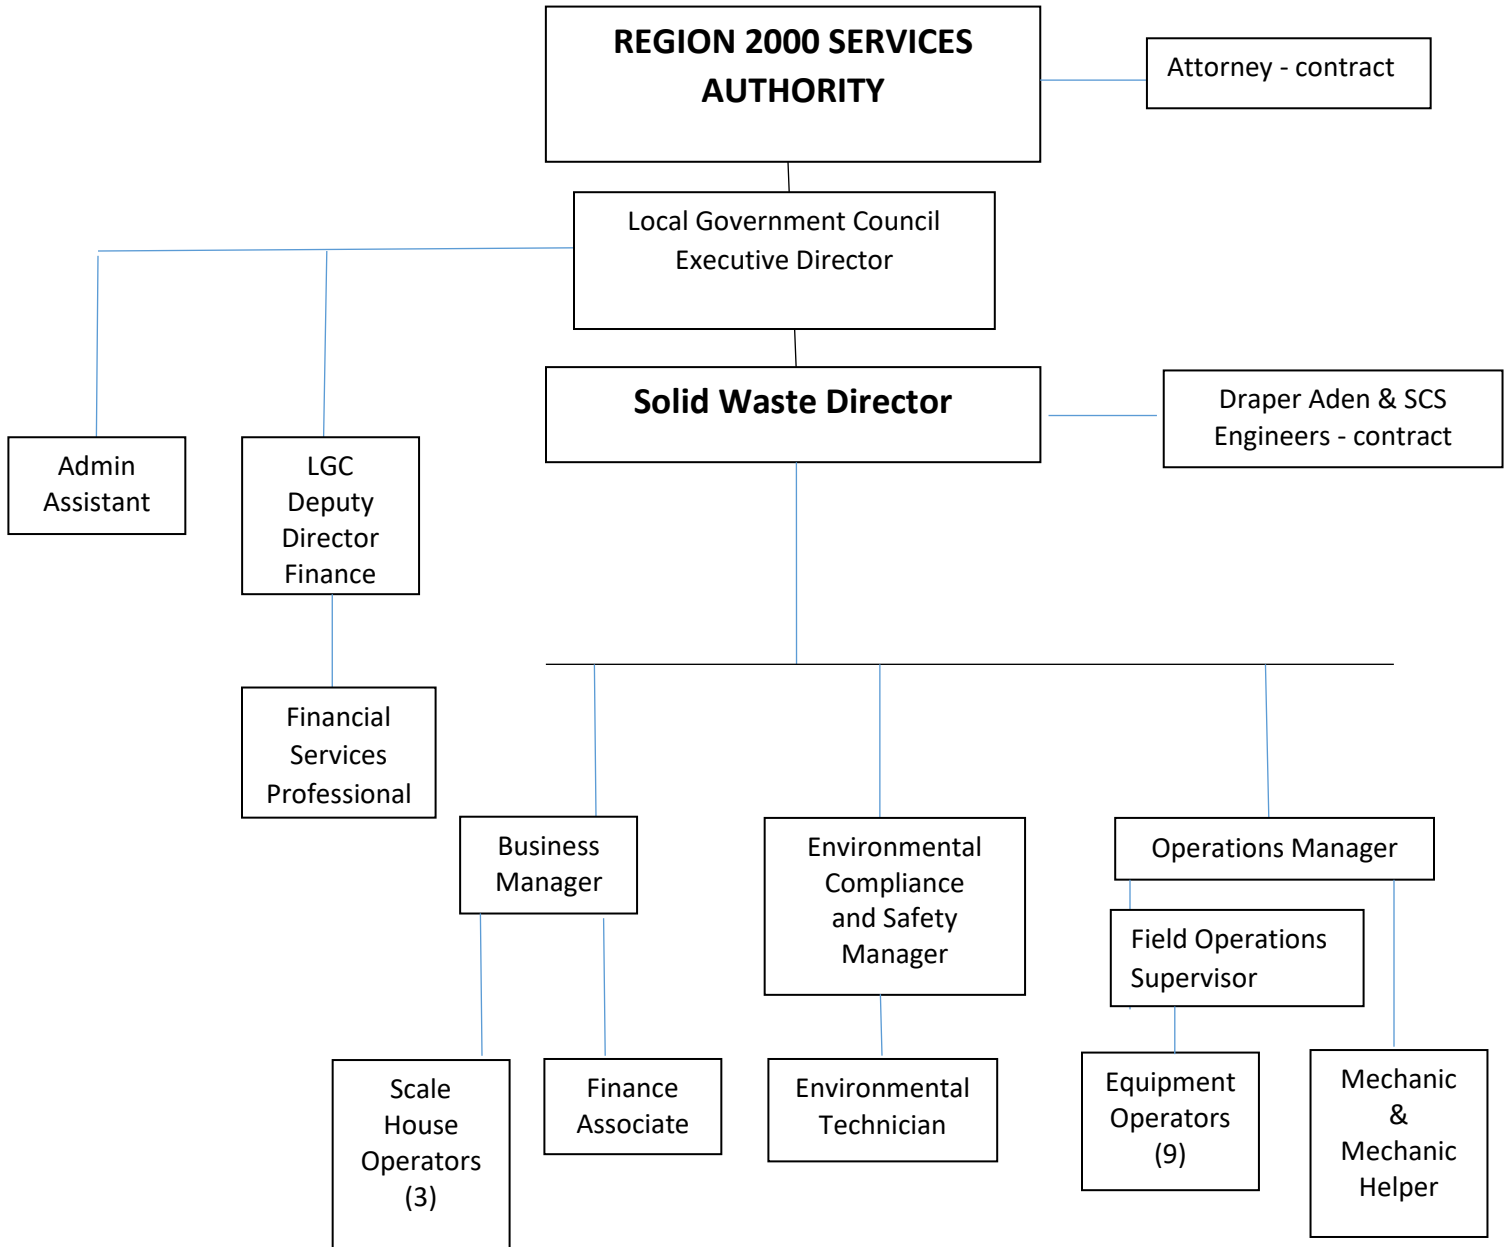 REGION 2000 SERVICES
AUTHORITY
Attorney - contract
Local Government Council
Executive Director
Solid Waste Director
Draper Aden & SCS
Engineers - contract
Admin
Assistant
LGC
Deputy
Director
Finance
Financial
Services
Professional
Business
Manager
Environmental
Compliance
and Safety
Manager
Operations Manager
Field Operations
Supervisor
Scale
House
Operators
(3)
Finance
Associate
Environmental
Technician
Equipment
Operators
(9)
Mechanic
&
Mechanic
Helper